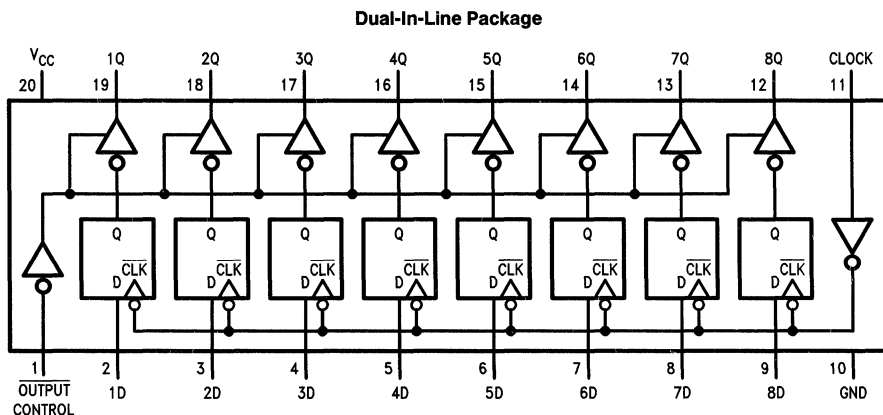 Dual-In-Line Package
VCC 1Q 2Q 3Q 4Q 5Q 6Q 7Q 8Q CLOCK
20 19 18 17 16 15 14 13 12 11
Q Q Q Q Q Q Q Q
CLK CLK CLK CLK CLK CLK CLK CLK
D D D D D D D D
1 2 3 4 5 6 7 8 9 10
OUTPUT CONTROL 1D 2D 3D 4D 5D 6D 7D 8D GND